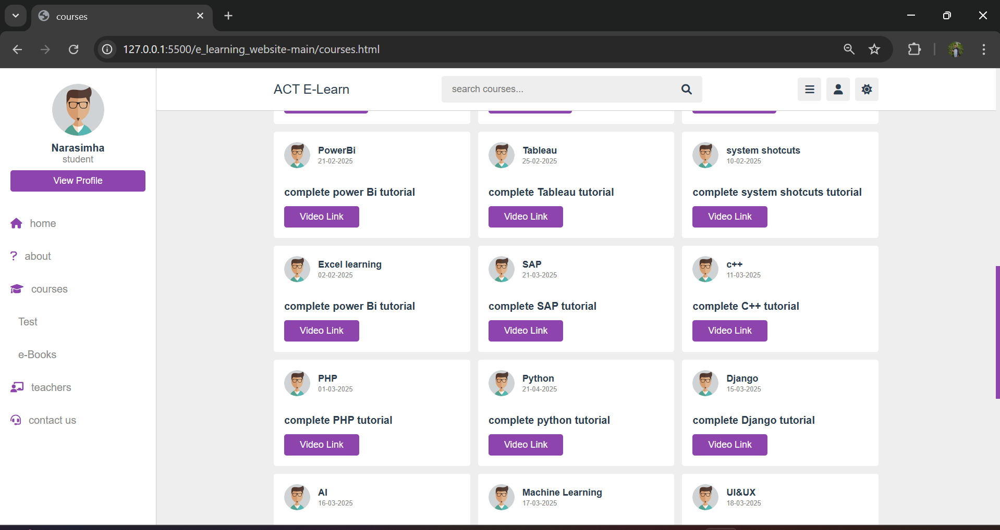 courses
127.0.0.1:5500/e_learning_website-main/courses.html
Narasimha
student
View Profile
home
? about
courses
Test
e-Books
teachers
contact us
ACT E-Learn
search courses...
PowerBi
21-02-2025
complete power Bi tutorial
Video Link
Tableau
25-02-2025
complete Tableau tutorial
Video Link
system shotcuts
10-02-2025
complete system shotcuts tutorial
Video Link
Excel learning
02-02-2025
complete power Bi tutorial
Video Link
SAP
21-03-2025
complete SAP tutorial
Video Link
c++
11-03-2025
complete C++ tutorial
Video Link
PHP
01-03-2025
complete PHP tutorial
Video Link
Python
21-04-2025
complete python tutorial
Video Link
Django
15-03-2025
complete Django tutorial
Video Link
AI
16-03-2025
Machine Learning
17-03-2025
UI&UX
18-03-2025